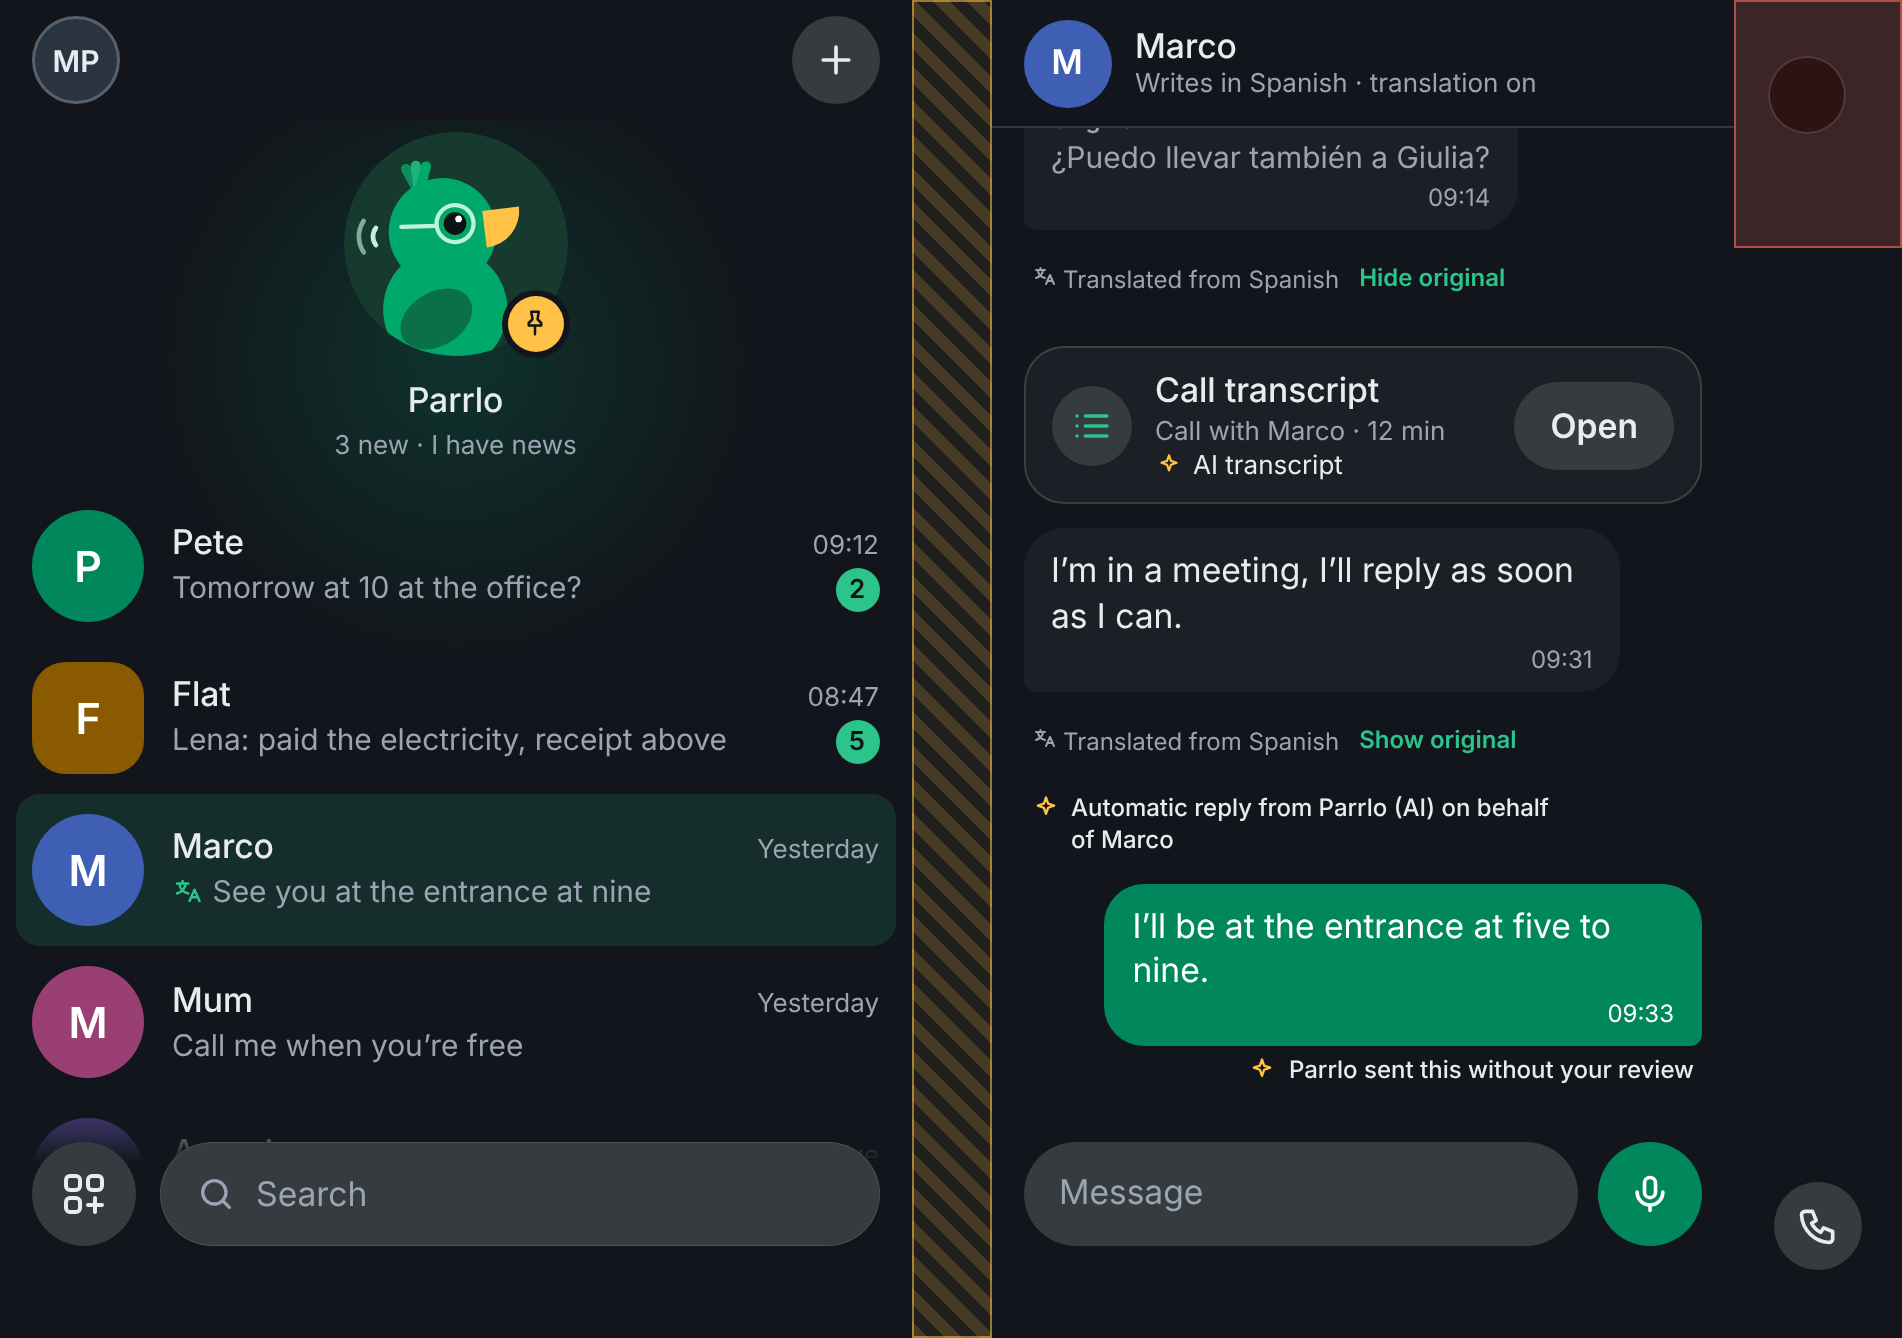 MP
Parrlo
3 new · I have news
P
Pete
09:12
Tomorrow at 10 at the office?
2
F
Flat
08:47
Lena: paid the electricity, receipt above
5
M
Marco
Yesterday
See you at the entrance at nine
M
Mum
Yesterday
Call me when you’re free
Search
M
Marco
Writes in Spanish · translation on
¿Puedo llevar también a Giulia?
09:14
Translated from Spanish Hide original
Call transcript
Call with Marco · 12 min
AI transcript
Open
I’m in a meeting, I’ll reply as soon
as I can.
09:31
Translated from Spanish Show original
Automatic reply from Parrlo (AI) on behalf
of Marco
I’ll be at the entrance at five to
nine.
09:33
Parrlo sent this without your review
Message